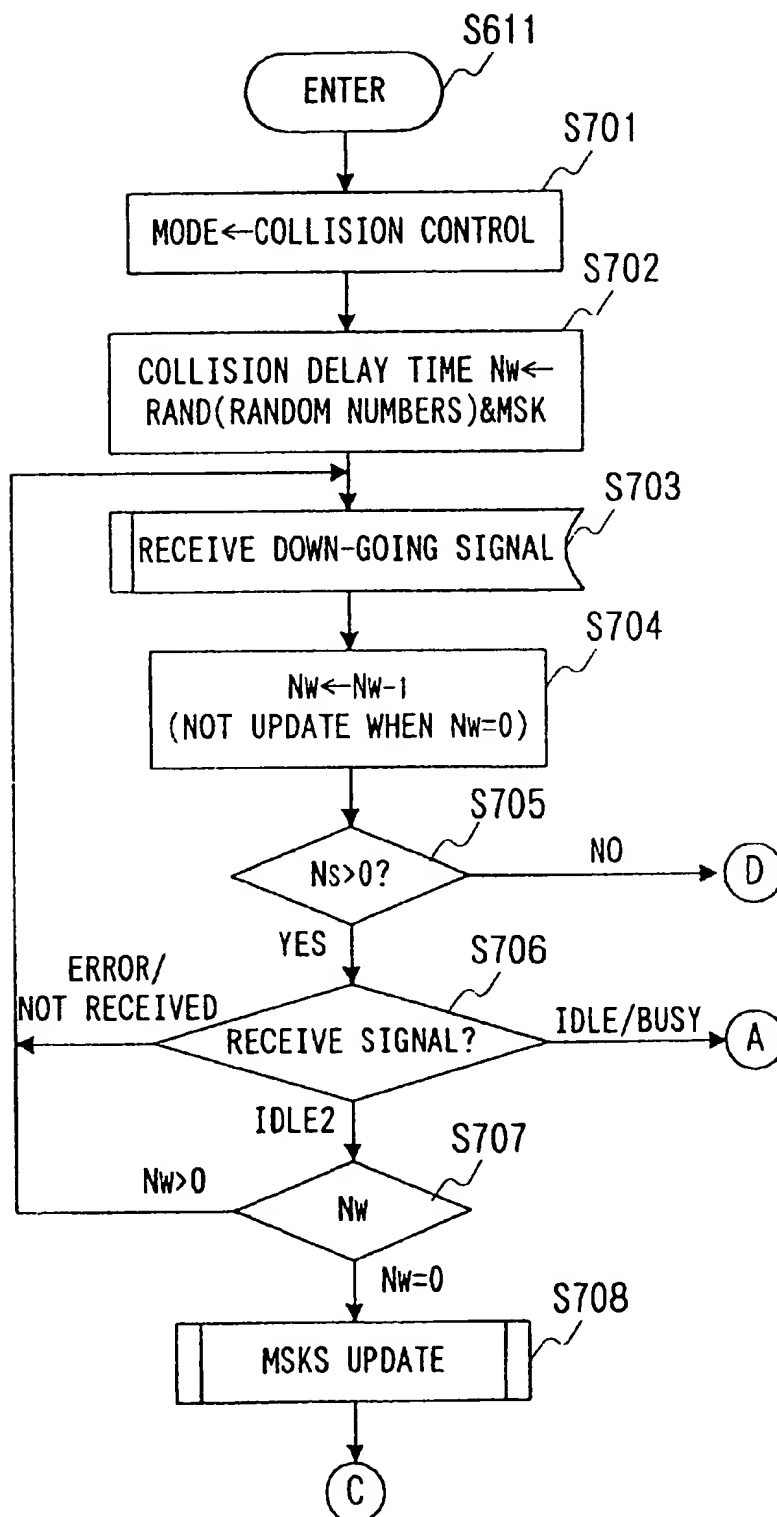 S611
ENTER
S701
MODE←COLLISION CONTROL
S702
COLLISION DELAY TIME Nw←
RAND(RANDOM NUMBERS)&MSK
S703
RECEIVE DOWN-GOING SIGNAL
S704
Nw←Nw-1
(NOT UPDATE WHEN Nw=0)
S705
Ns>0?
NO
D
YES
S706
ERROR/
NOT RECEIVED
RECEIVE SIGNAL?
IDLE/BUSY
A
IDLE2
S707
Nw>0
Nw
Nw=0
S708
MSKS UPDATE
C